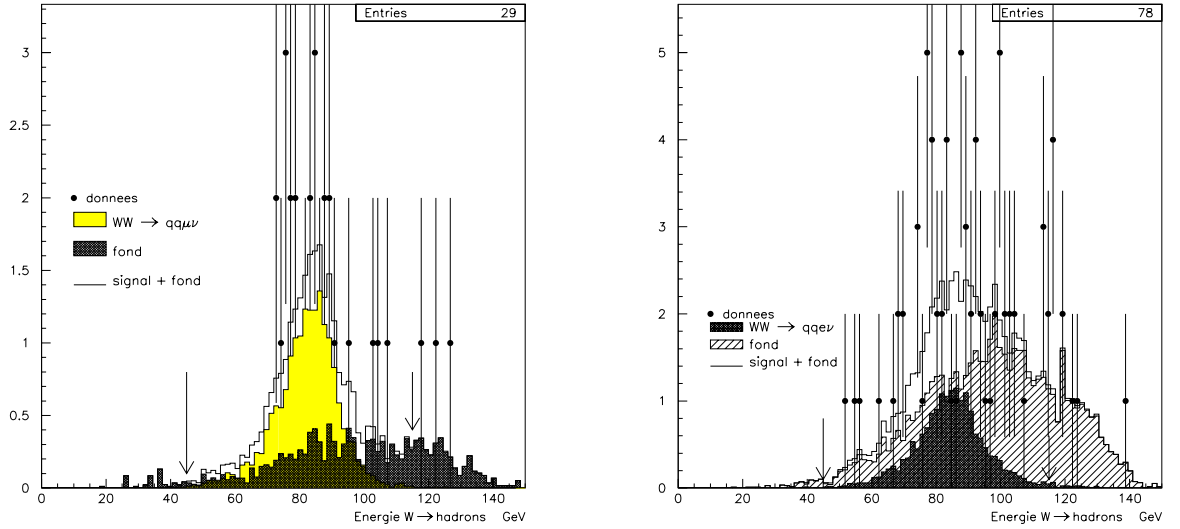 Entries 29
3
2.5
2
1.5
1
0.5
0
donnees
WW → qqμν
fond
signal + fond
0 20 40 60 80 100 120 140
Energie W → hadrons GeV
Entries 78
5
4
3
2
1
0
donnees
WW → qqeν
fond
signal + fond
0 20 40 60 80 100 120 140
Energie W → hadrons GeV